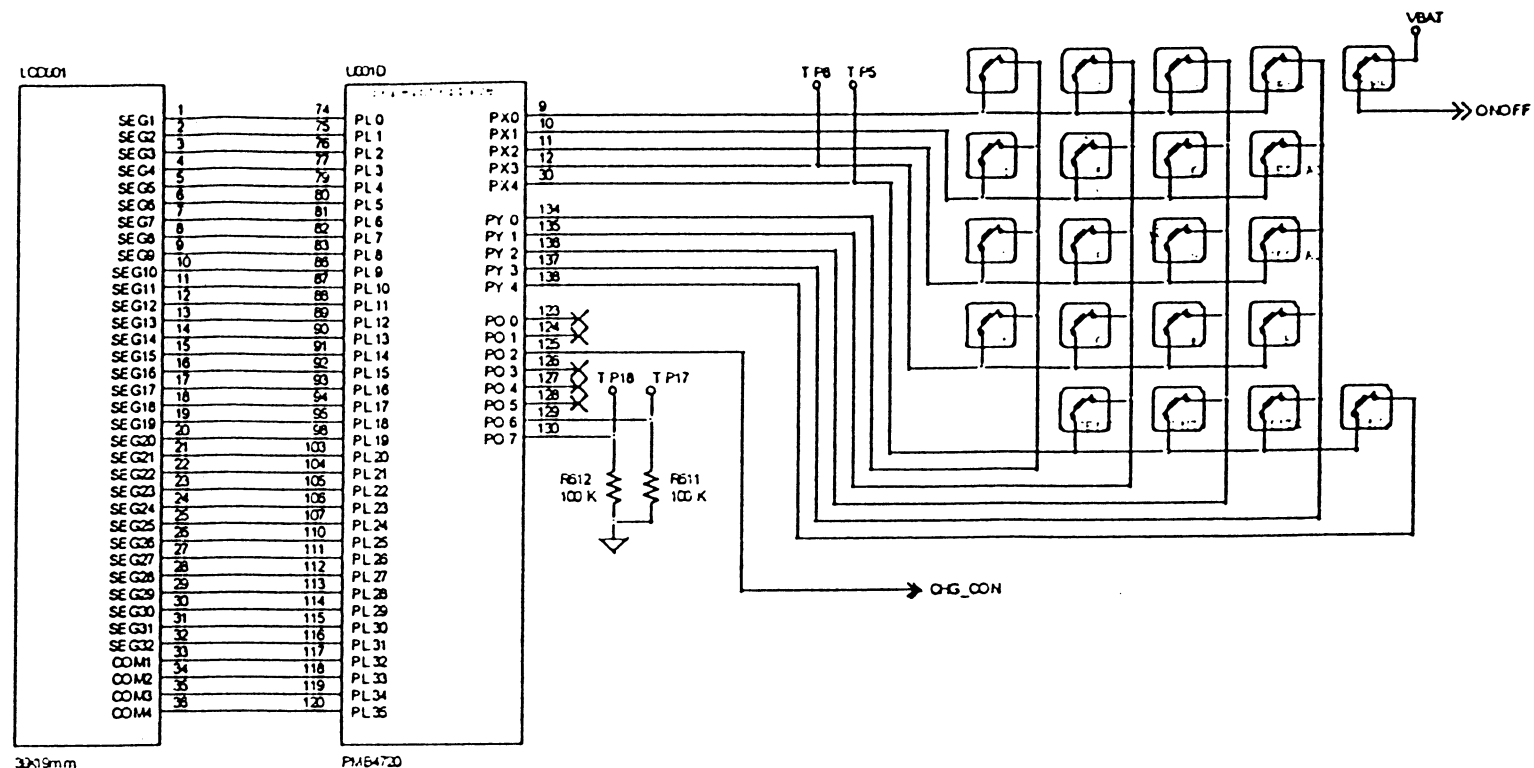 VBAT
ONOFF
TP6 TP5
SEG1 1 74 PL0
SEG2 2 75 PL1
SEG3 3 76 PL2
SEG4 4 77 PL3
SEG5 5 79 PL4
SEG6 6 80 PL5
SEG7 7 81 PL6
SEG8 8 82 PL7
SEG9 9 83 PL8
SEG10 10 86 PL9
SEG11 11 87 PL10
SEG12 12 88 PL11
SEG13 13 89 PL12
SEG14 14 90 PL13
SEG15 15 91 PL14
SEG16 16 92 PL15
SEG17 17 93 PL16
SEG18 18 94 PL17
SEG19 19 95 PL18
SEG20 20 98 PL19
SEG21 21 103 PL20
SEG22 22 104 PL21
SEG23 23 105 PL22
SEG24 24 106 PL23
SEG25 25 107 PL24
SEG36 26 110 PL25
SEG27 27 111 PL26
SEG28 28 112 PL27
SEG29 29 113 PL28
SEG30 30 114 PL29
SEG31 31 115 PL30
SEG32 32 116 PL31
COM1 33 117 PL32
COM2 34 118 PL33
COM3 35 119 PL34
COM4 36 120 PL35
PX0 9
PX1 10
PX2 11
PX3 12
PX4 30
PY0 134
PY1 135
PY2 136
PY3 137
PY4 138
PO0 123
PO1 124
PO2 125
PO3 126
PO4 127
PO5 128
PO6 129
PO7 130
TP18 TP17
R612 R611
100K 100K
CHG_CON
PMB4720